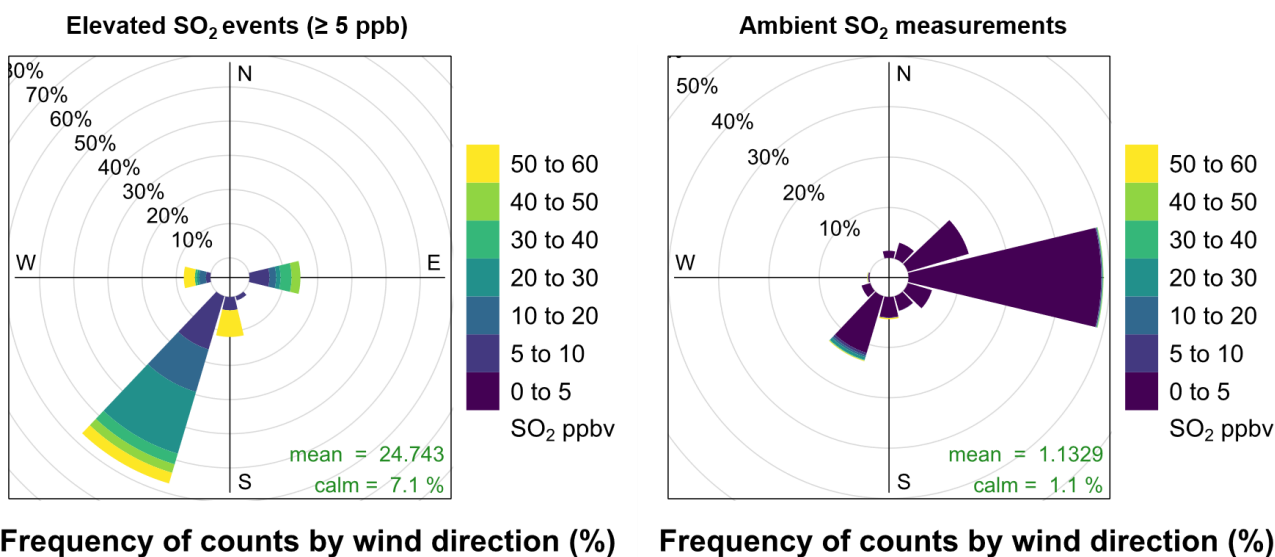 Elevated SO₂ events (≥ 5 ppb)
80%
70%
60%
50%
40%
30%
20%
10%
N
W
E
S
mean = 24.743
calm = 7.1 %
50 to 60
40 to 50
30 to 40
20 to 30
10 to 20
5 to 10
0 to 5
SO₂ ppbv
Frequency of counts by wind direction (%)
Ambient SO₂ measurements
50%
40%
30%
20%
10%
N
W
E
S
mean = 1.1329
calm = 1.1 %
50 to 60
40 to 50
30 to 40
20 to 30
10 to 20
5 to 10
0 to 5
SO₂ ppbv
Frequency of counts by wind direction (%)